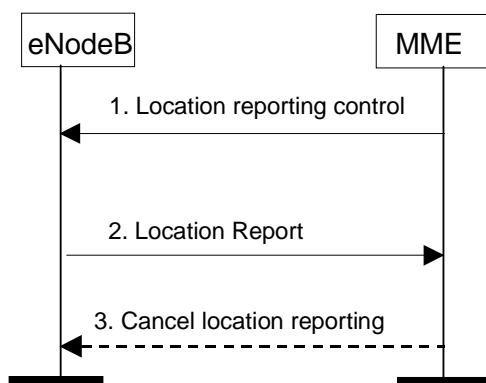 eNodeB
MME
1. Location reporting control
2. Location Report
3. Cancel location reporting